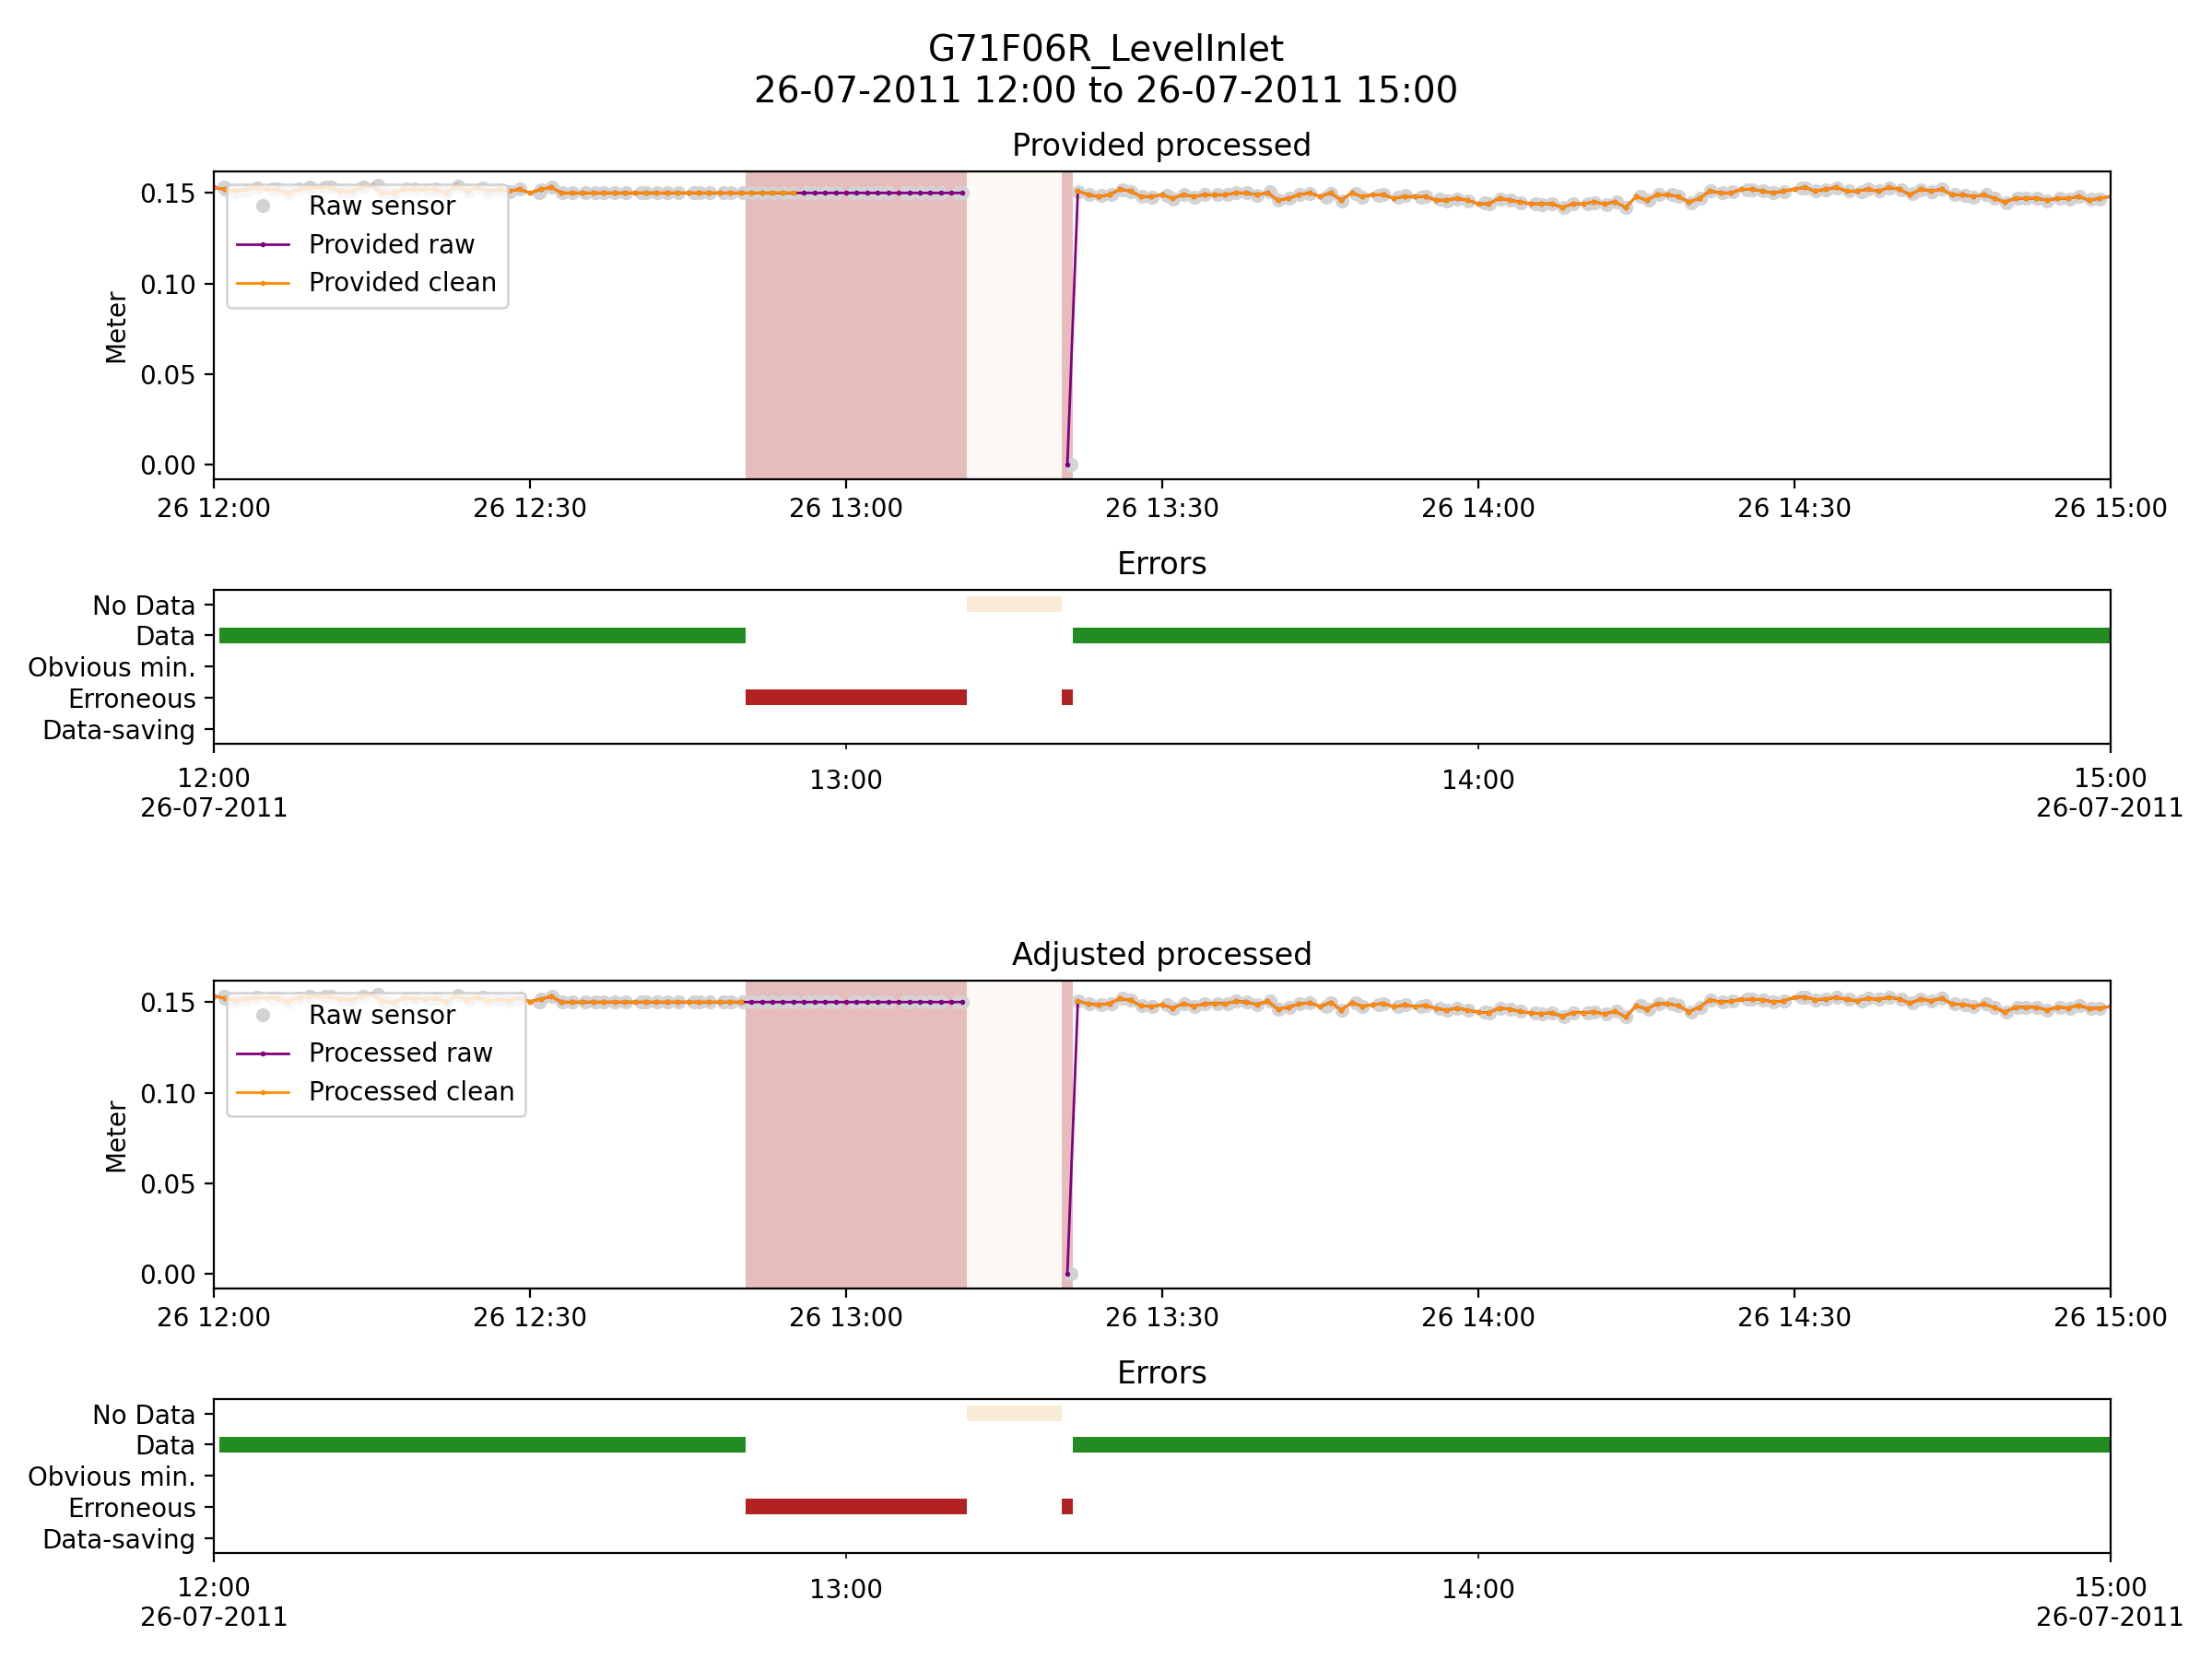 G71F06R_LevelInlet
26-07-2011 12:00 to 26-07-2011 15:00
Provided processed
Meter
0.15
0.10
0.05
0.00
Raw sensor
Provided raw
Provided clean
26 12:00 26 12:30 26 13:00 26 13:30 26 14:00 26 14:30 26 15:00
Errors
No Data
Data
Obvious min.
Erroneous
Data-saving
12:00 13:00 14:00 15:00
26-07-2011 26-07-2011
Adjusted processed
Meter
0.15
0.10
0.05
0.00
Raw sensor
Processed raw
Processed clean
26 12:00 26 12:30 26 13:00 26 13:30 26 14:00 26 14:30 26 15:00
Errors
No Data
Data
Obvious min.
Erroneous
Data-saving
12:00 13:00 14:00 15:00
26-07-2011 26-07-2011